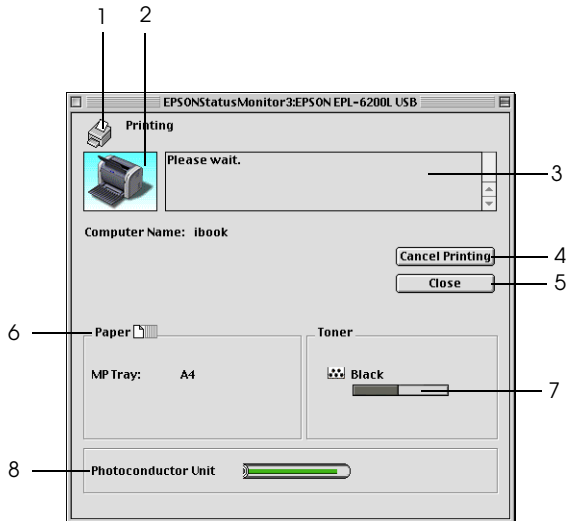 1 2
EPSONStatusMonitor3:EPSON EPL-6200L USB
Printing
Please wait.
3
Computer Name: ibook
Cancel Printing 4
Close 5
6 Paper Toner
MP Tray: A4 Black
7
8 Photoconductor Unit